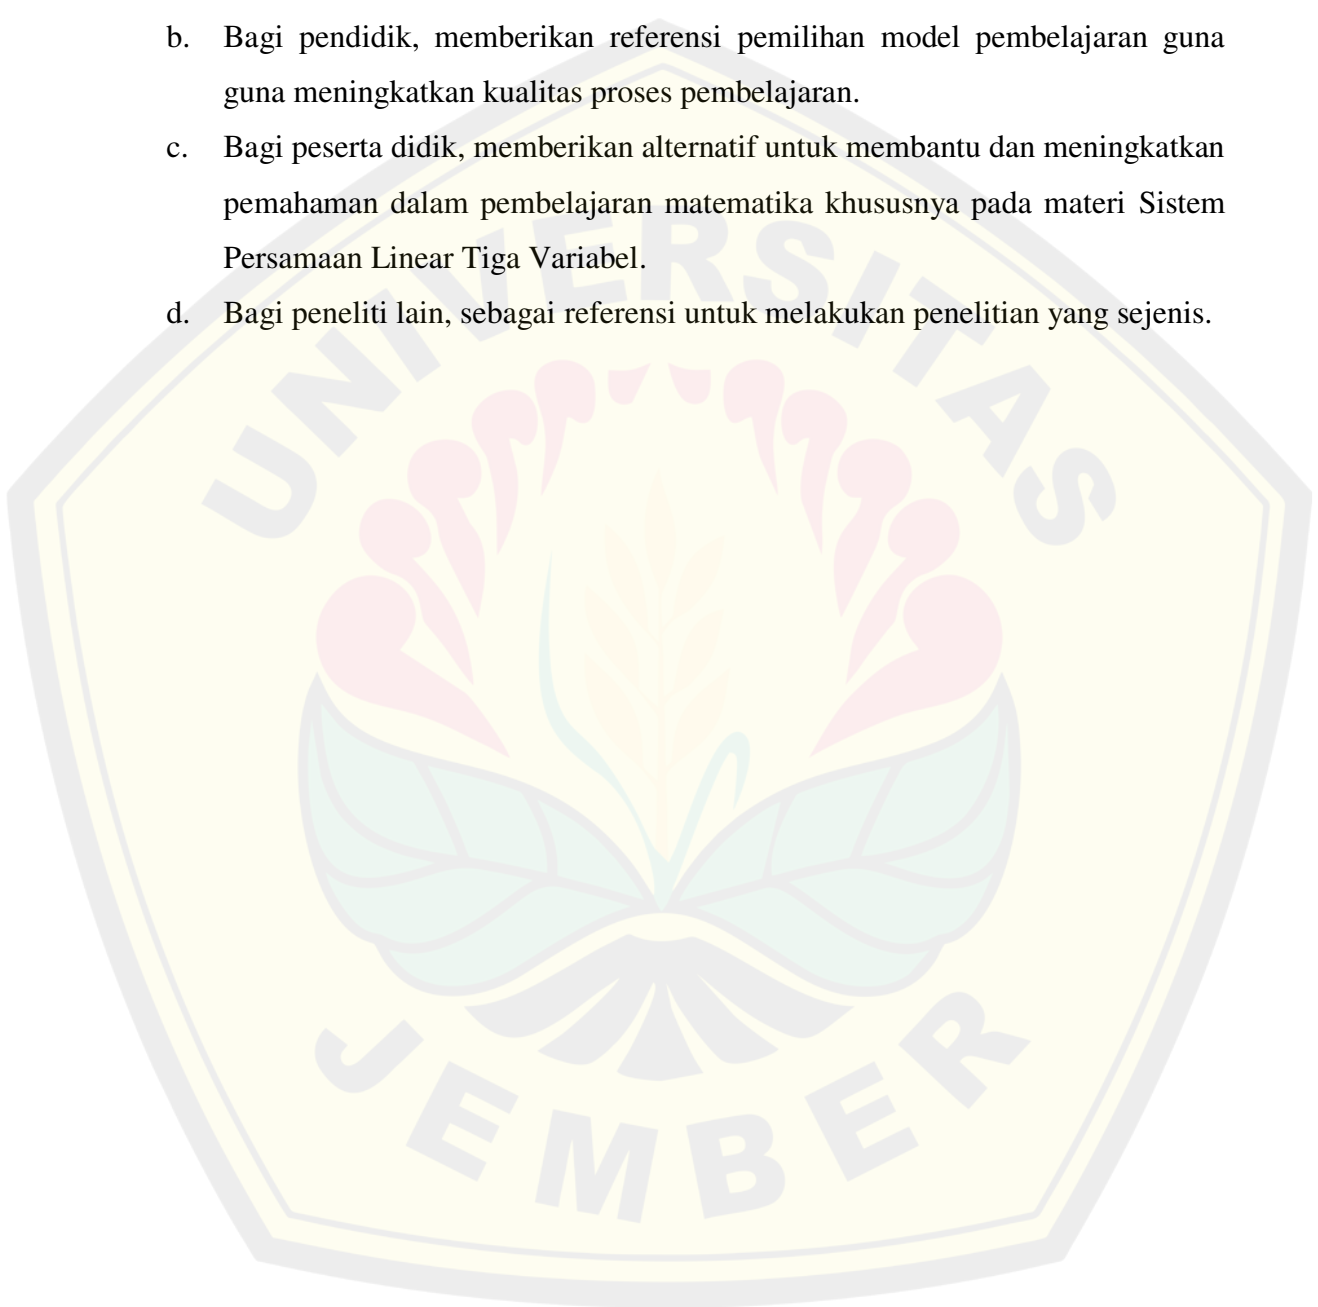 b. Bagi pendidik, memberikan referensi pemilihan model pembelajaran guna
guna meningkatkan kualitas proses pembelajaran.
c. Bagi peserta didik, memberikan alternatif untuk membantu dan meningkatkan
pemahaman dalam pembelajaran matematika khususnya pada materi Sistem
Persamaan Linear Tiga Variabel.
d. Bagi peneliti lain, sebagai referensi untuk melakukan penelitian yang sejenis.
UNIVERSITAS
JEMBER